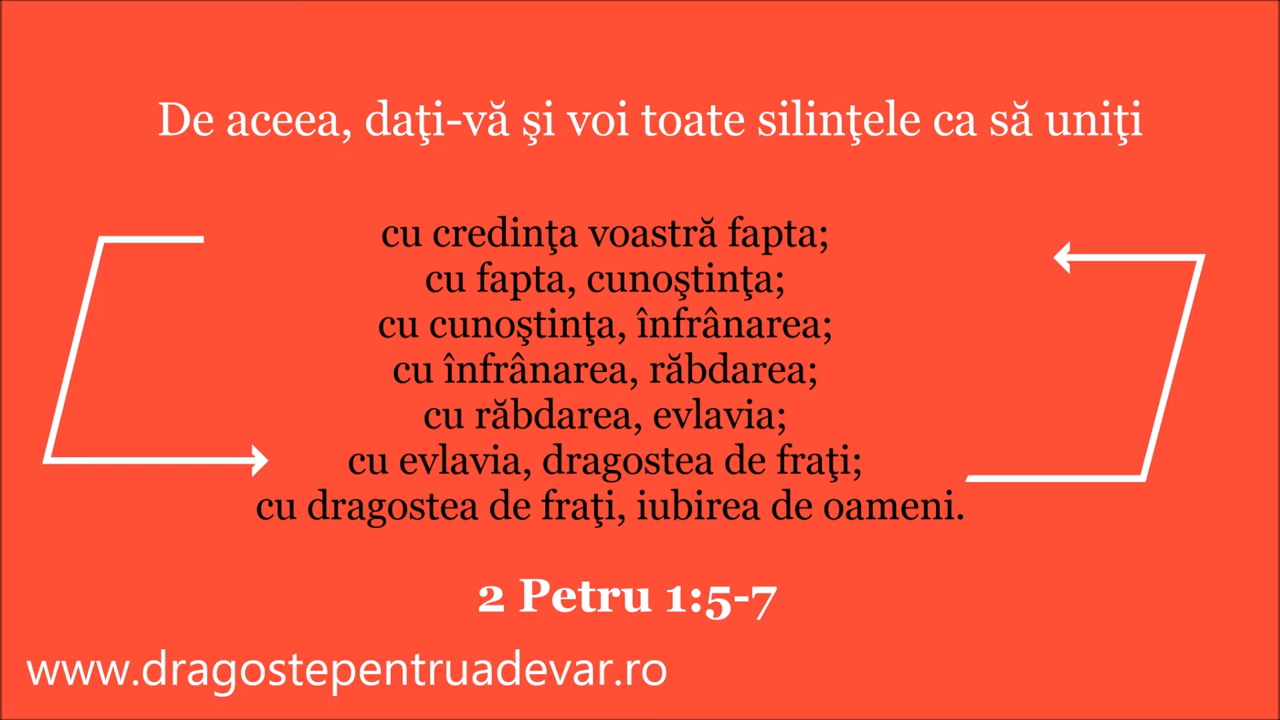 De aceea, daţi-vă şi voi toate silinţele ca să uniţi
cu credinţa voastră fapta;
cu fapta, cunoştinţa;
cu cunoştinţa, înfrânarea;
cu înfrânarea, răbdarea;
cu răbdarea, evlavia;
cu evlavia, dragostea de fraţi;
cu dragostea de fraţi, iubirea de oameni.
2 Petru 1:5-7
www.dragostepentruadevar.ro